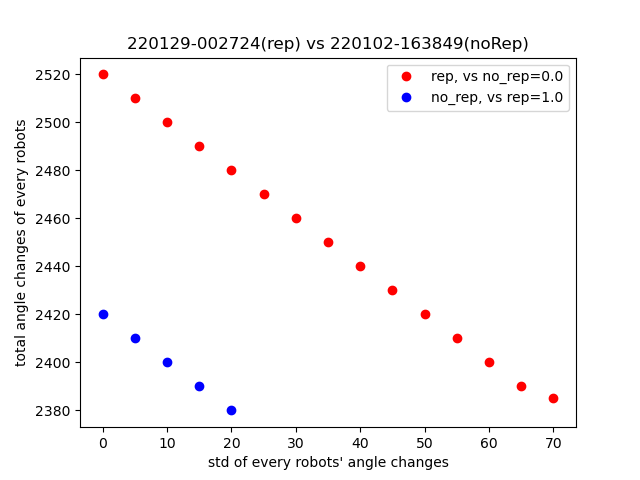 220129-002724(rep) vs 220102-163849(noRep)
rep, vs no_rep=0.0
no_rep, vs rep=1.0
total angle changes of every robots
2520
2500
2480
2460
2440
2420
2400
2380
0 10 20 30 40 50 60 70
std of every robots' angle changes